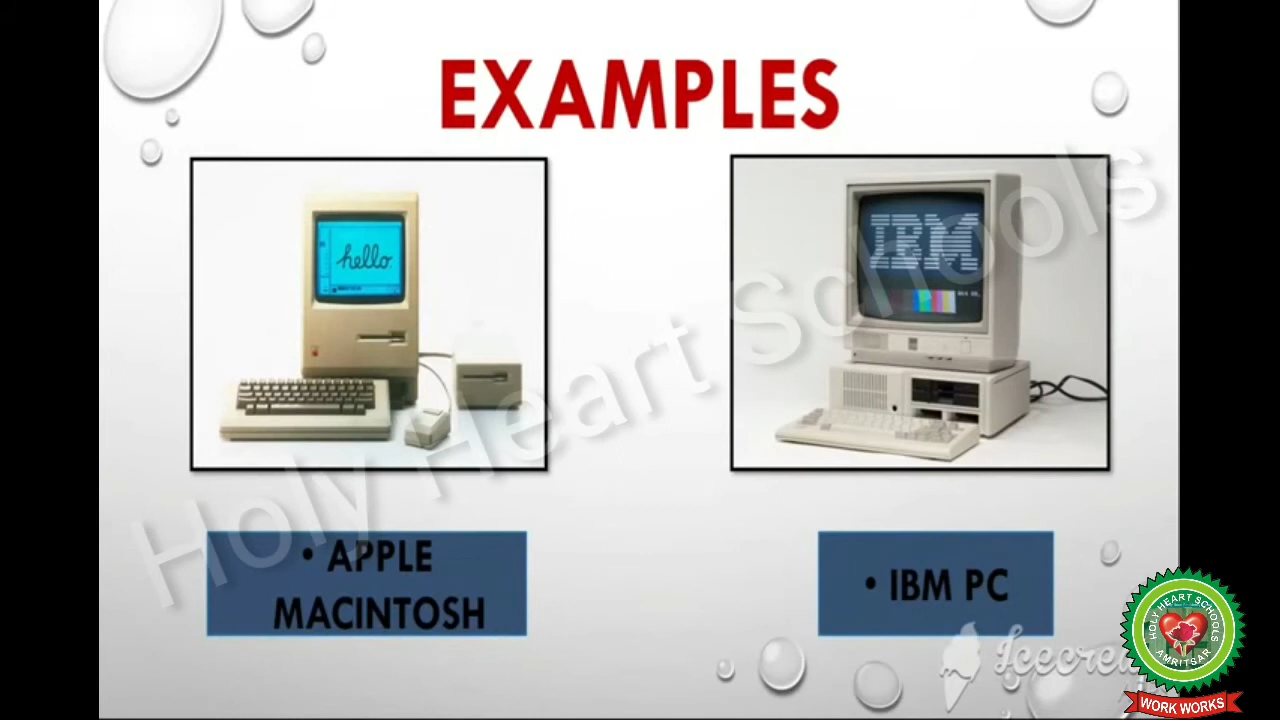 EXAMPLES
hello.
IBM
Holy Heart Schools
• APPLE
MACINTOSH
• IBM PC
HOLY HEART SCHOOLS
AMRITSAR
WORK WORKS